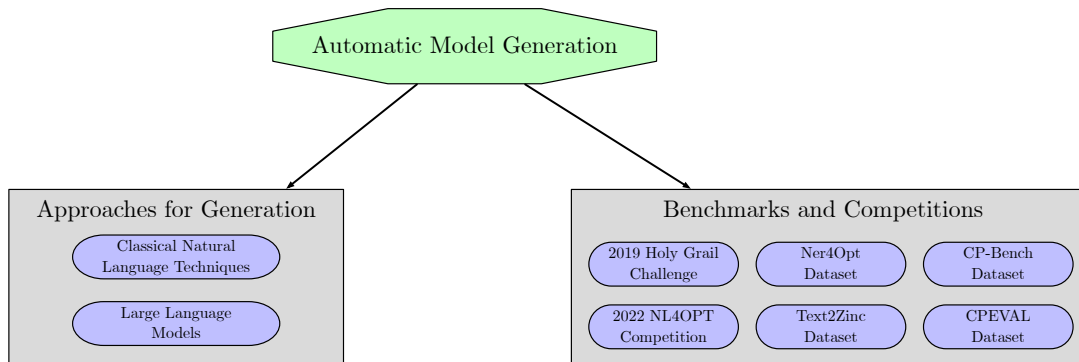 Automatic Model Generation
Approaches for Generation
Classical Natural
Language Techniques
Large Language
Models
Benchmarks and Competitions
2019 Holy Grail
Challenge
Ner4Opt
Dataset
CP-Bench
Dataset
2022 NL4OPT
Competition
Text2Zinc
Dataset
CPEVAL
Dataset